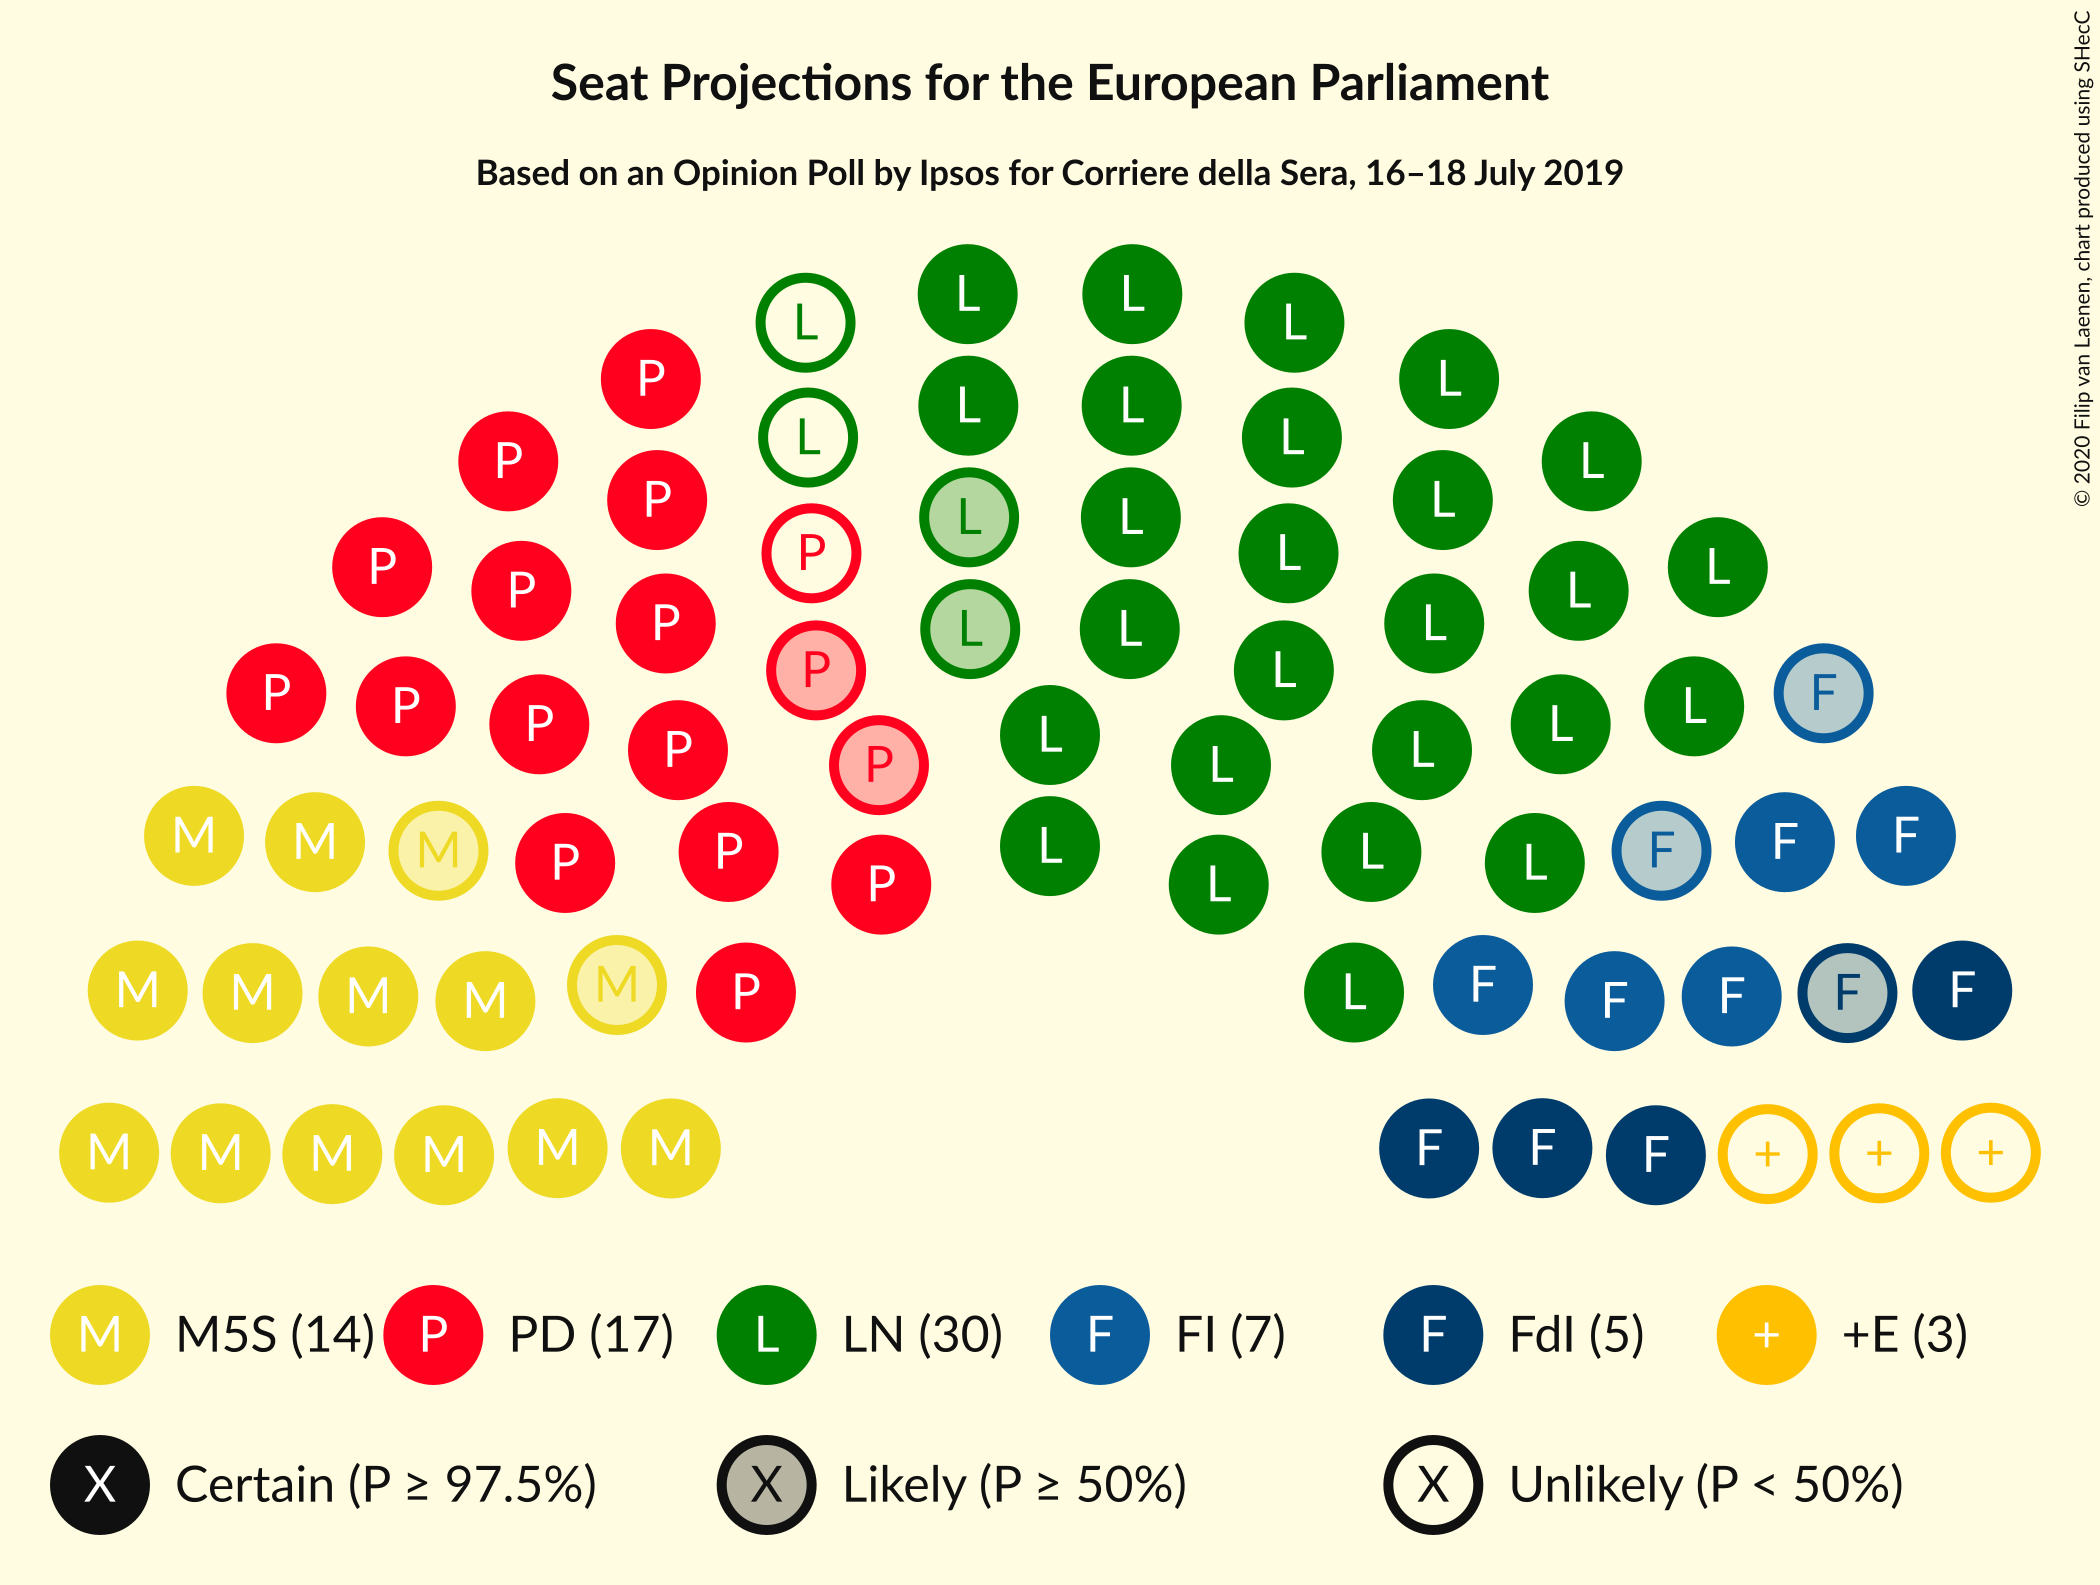 Seat Projections for the European Parliament
Based on an Opinion Poll by Ipsos for Corriere della Sera, 16–18 July 2019
© 2020 Filip van Laenen, chart produced using SHecC
L L
L L
P P
L L
L L
P P
L L
P P
L L
P L L L
P P L L
P P L L
P L L L
P P L L F
P P P L L L
P L
P L L
M M M P P P L L L F F F
L
P L
M M M M M P L F F F F F
M M M M M M F F F + + +
M M5S (14) P PD (17) L LN (30) F FI (7) F FdI (5) + +E (3)
X Certain (P ≥ 97.5%) X Likely (P ≥ 50%) X Unlikely (P < 50%)